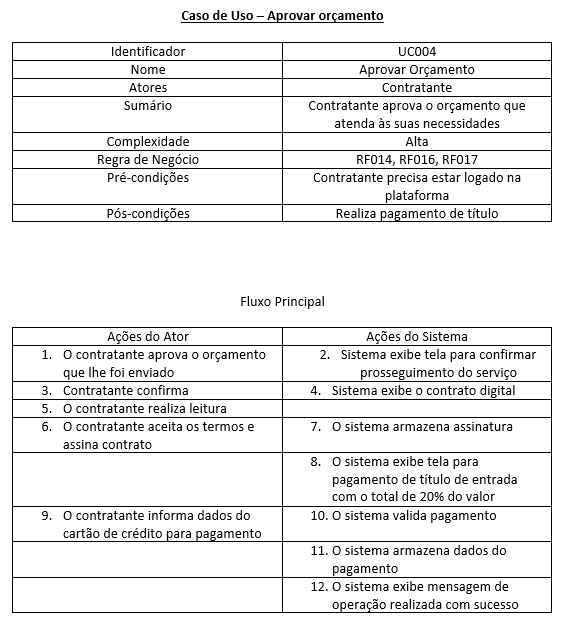 Caso de Uso – Aprovar orçamento
Identificador UC004
Nome Aprovar Orçamento
Atores Contratante
Sumário Contratante aprova o orçamento que
atenda às suas necessidades
Complexidade Alta
Regra de Negócio RF014, RF016, RF017
Pré-condições Contratante precisa estar logado na
plataforma
Pós-condições Realiza pagamento de título
Fluxo Principal
Ações do Ator Ações do Sistema
1. O contratante aprova o orçamento
que lhe foi enviado
2. Sistema exibe tela para confirmar
prosseguimento do serviço
3. Contratante confirma
4. Sistema exibe o contrato digital
5. O contratante realiza leitura
6. O contratante aceita os termos e
assina contrato
7. O sistema armazena assinatura
8. O sistema exibe tela para
pagamento de título de entrada
com o total de 20% do valor
9. O contratante informa dados do
cartão de crédito para pagamento
10. O sistema valida pagamento
11. O sistema armazena dados do
pagamento
12. O sistema exibe mensagem de
operação realizada com sucesso